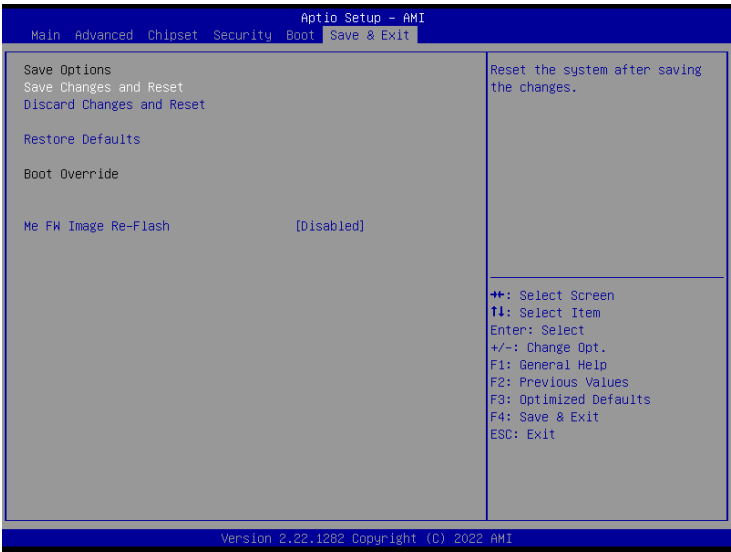 Aptio Setup - AMI
Main Advanced Chipset Security Boot Save & Exit
Save Options
Save Changes and Reset
Discard Changes and Reset
Restore Defaults
Boot Override
Me FW Image Re-Flash [Disabled]
Reset the system after saving
the changes.
→←: Select Screen
↑↓: Select Item
Enter: Select
+/-: Change Opt.
F1: General Help
F2: Previous Values
F3: Optimized Defaults
F4: Save & Exit
ESC: Exit
Version 2.22.1282 Copyright (C) 2022 AMI